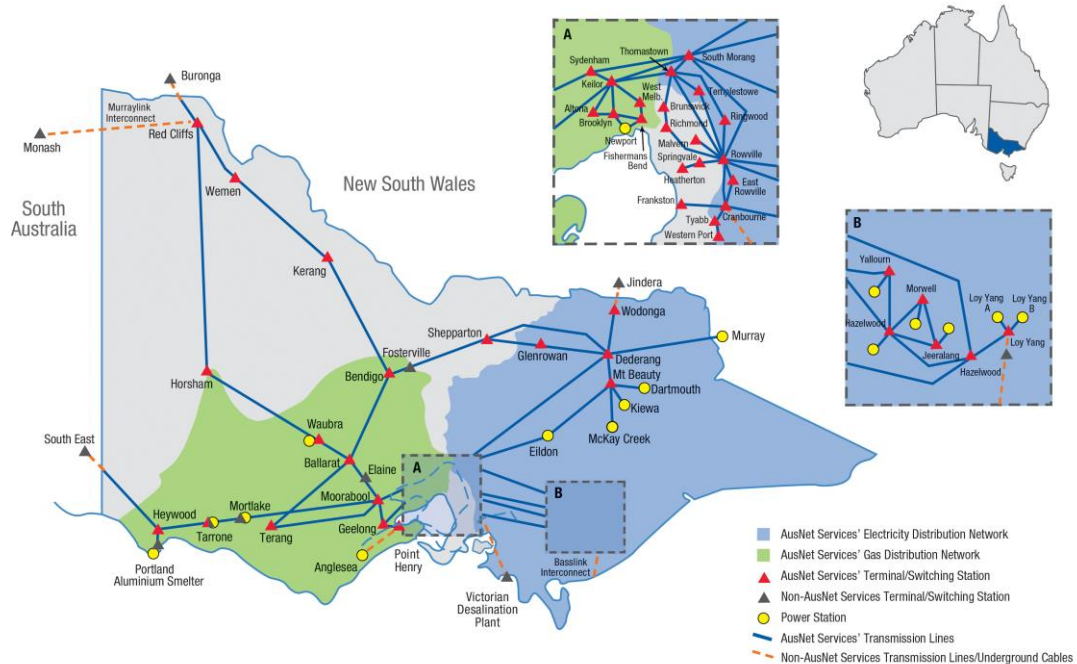 Buronga
Murraylink
Interconnect
Red Cliffs
Monash
Wemen
New South Wales
South
Australia
Kerang
Jindera
Wodonga
Shepparton
Glenrowan
Dederang
Murray
Fosterville
Bendigo
Mt Beauty
Dartmouth
Kiewa
McKay Creek
Eildon
Horsham
Waubra
Ballarat
Elaine
South East
Moorabool
Heywood
Mortlake
Tarrone
Terang
Geelong
Point
Henry
Portland
Aluminium Smelter
Anglesea
A
B
Basslink
Interconnect
Victorian
Desalination
Plant
A
Thomastown
South Morang
Sydenham
Keilor
West
Melb.
Templestowe
Altona
Brooklyn
Brunswick
Richmond
Ringwood
Newport
Malvern
Fishermans
Bend
Springvale
Rowville
Heatherton
East
Rowville
Frankston
Cranbourne
Tyabb
Western Port
B
Yallourn
Morwell
Loy Yang
A
Loy Yang
B
Hazelwood
Jeeralang
Loy Yang
Hazelwood
AusNet Services' Electricity Distribution Network
AusNet Services' Gas Distribution Network
AusNet Services' Terminal/Switching Station
Non-AusNet Services Terminal/Switching Station
Power Station
AusNet Services' Transmission Lines
Non-AusNet Services Transmission Lines/Underground Cables